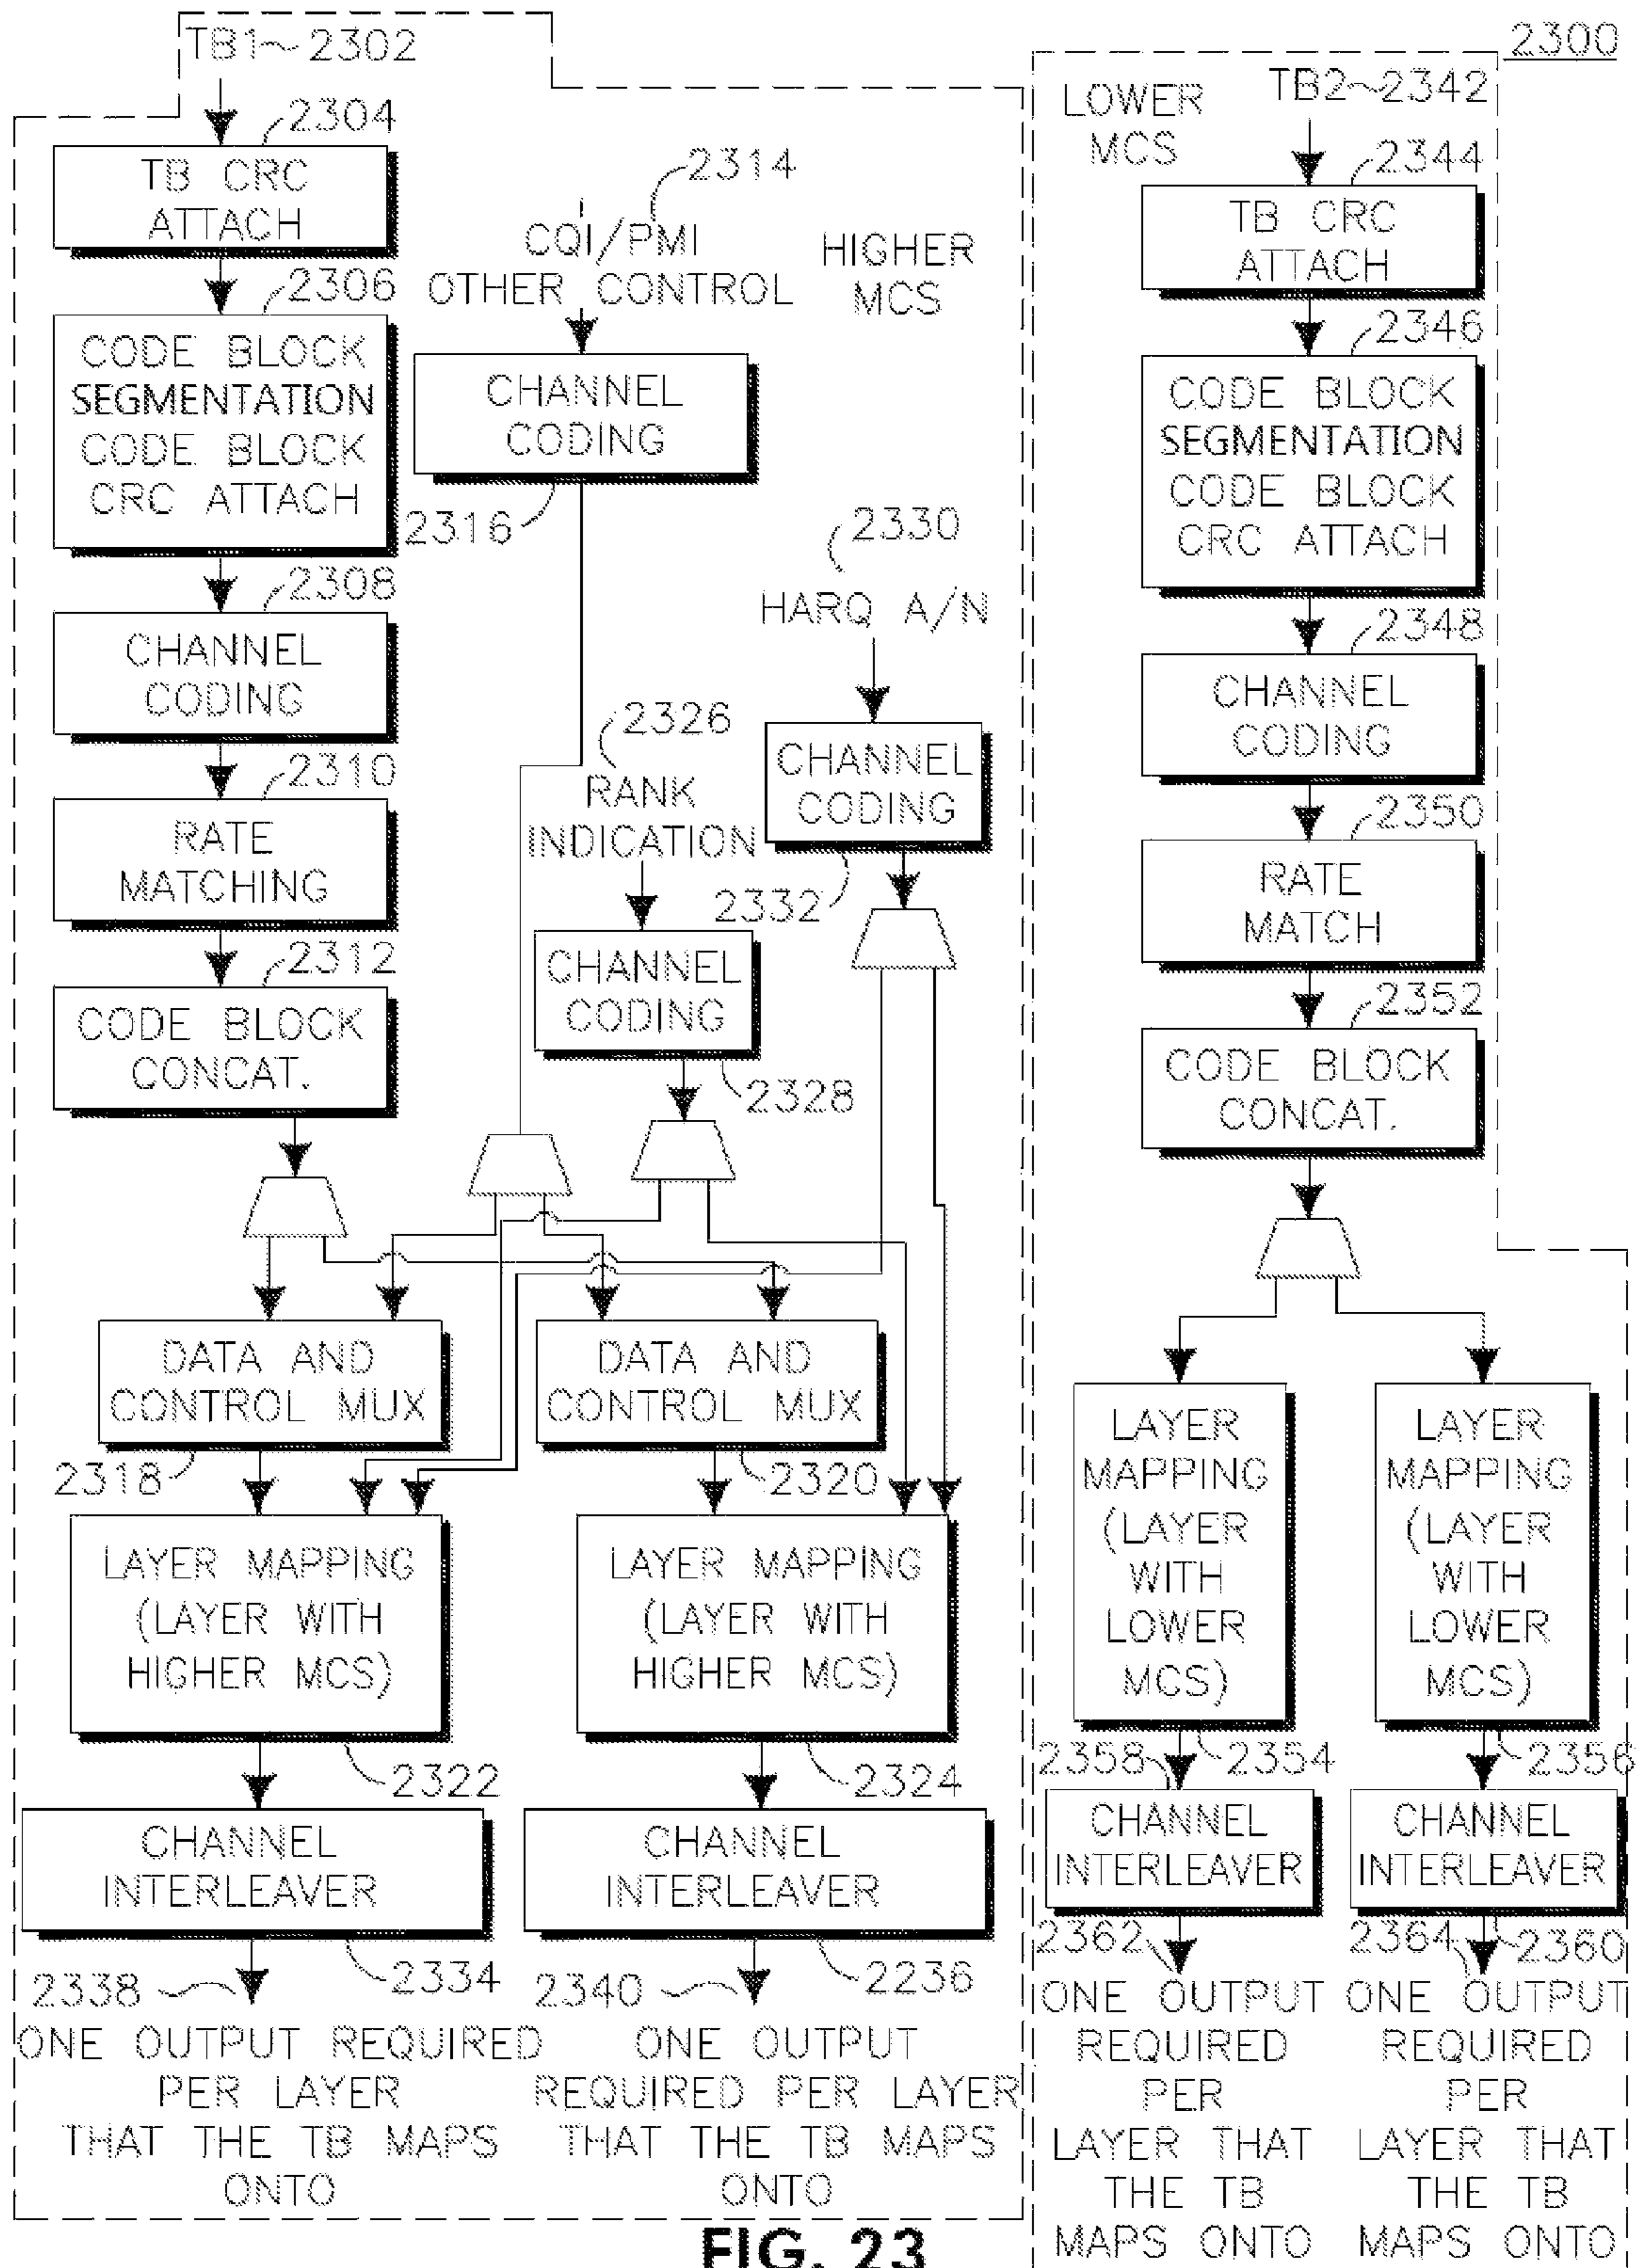 2300
TB1~2302
2304
TB CRC
ATTACH
2306
CODE BLOCK
SEGMENTATION
CODE BLOCK
CRC ATTACH
2308
CHANNEL
CODING
2310
RATE
MATCHING
2312
CODE BLOCK
CONCAT.
2314
CQI/PMI
OTHER CONTROL
HIGHER
MCS
CHANNEL
CODING
2316
2330
HARQ A/N
CHANNEL
CODING
2332
2326
RANK
INDICATION
CHANNEL
CODING
2328
DATA AND
CONTROL MUX
2318
DATA AND
CONTROL MUX
2320
LAYER MAPPING
(LAYER WITH
HIGHER MCS)
2322
LAYER MAPPING
(LAYER WITH
HIGHER MCS)
2324
CHANNEL
INTERLEAVER
2334
CHANNEL
INTERLEAVER
2236
2338
ONE OUTPUT REQUIRED
PER LAYER
THAT THE TB MAPS
ONTO
2340
ONE OUTPUT
REQUIRED PER LAYER
THAT THE TB MAPS
ONTO
LOWER
MCS
TB2~2342
2344
TB CRC
ATTACH
2346
CODE BLOCK
SEGMENTATION
CODE BLOCK
CRC ATTACH
2348
CHANNEL
CODING
2350
RATE
MATCH
2352
CODE BLOCK
CONCAT.
LAYER
MAPPING
(LAYER
WITH
LOWER
MCS)
2354
LAYER
MAPPING
(LAYER
WITH
LOWER
MCS)
2356
2358
CHANNEL
INTERLEAVER
CHANNEL
INTERLEAVER
2360
2362
ONE OUTPUT
REQUIRED
PER
LAYER THAT
THE TB
MAPS ONTO
2364
ONE OUTPUT
REQUIRED
PER
LAYER THAT
THE TB
MAPS ONTO
FIG. 23